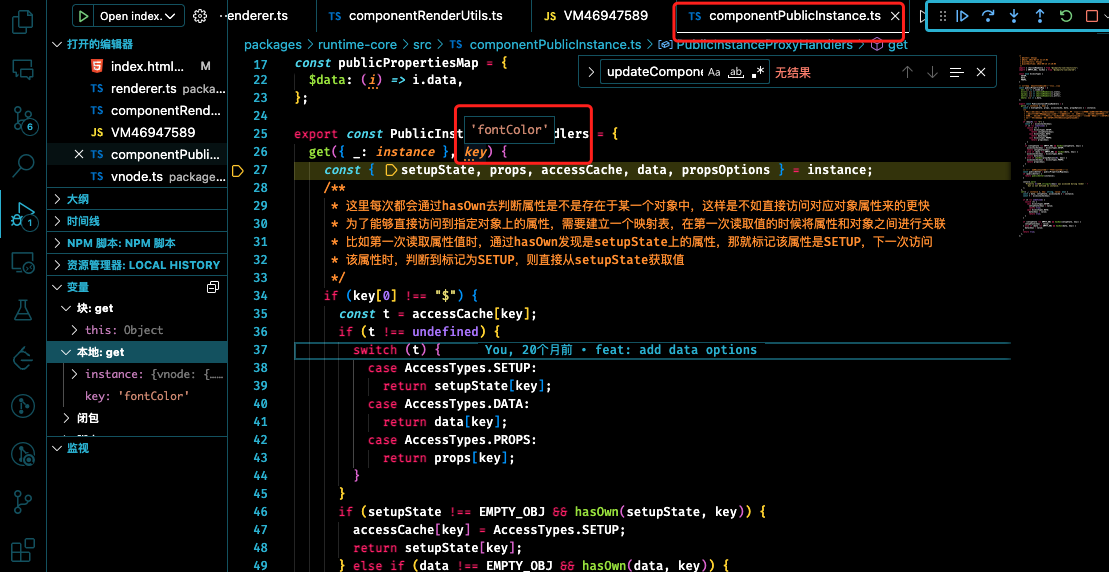 Open index.
renderer.ts
TS componentRenderUtils.ts
JS VM46947589
TS componentPublicInstance.ts
打开的编辑器
index.html... M
TS renderer.ts packa...
TS componentRend...
JS VM46947589
TS componentPubli...
TS vnode.ts package...
大纲
时间线
NPM 脚本: NPM 脚本
资源管理器: LOCAL HISTORY
变量
块: get
this: Object
本地: get
instance: {vnode: {……
key: 'fontColor'
闭包
监视
6
1
packages > runtime-core > src > TS componentPublicInstance.ts > PublicInstanceProxyHandlers > get
updateCompone Aa ab .* 无结果
17 const publicPropertiesMap = {
22 $data: (i) => i.data,
23 };
24
'fontColor'
25 export const PublicInst dlers = {
26 get({ _: instance }, key) {
27 const { setupState, props, accessCache, data, propsOptions } = instance;
28 /**
29 * 这里每次都会通过hasOwn去判断属性是不是存在于某一个对象中，这样是不如直接访问对应对象属性来的更快
30 * 为了能够直接访问到指定对象上的属性，需要建立一个映射表，在第一次读取值的时候将属性和对象之间进行关联
31 * 比如第一次读取属性值时，通过hasOwn发现是setupState上的属性，那就标记该属性是SETUP，下一次访问
32 * 该属性时，判断到标记为SETUP，则直接从setupState获取值
33 */
34 if (key[0] !== "$") {
35 const t = accessCache[key];
36 if (t !== undefined) {
37 switch (t) { You, 20个月前 • feat: add data options
38 case AccessTypes.SETUP:
39 return setupState[key];
40 case AccessTypes.DATA:
41 return data[key];
42 case AccessTypes.PROPS:
43 return props[key];
44 }
45 }
46 if (setupState !== EMPTY_OBJ && hasOwn(setupState, key)) {
47 accessCache[key] = AccessTypes.SETUP;
48 return setupState[key];
49 } else if (data !== EMPTY_OBJ && hasOwn(data, key)) {